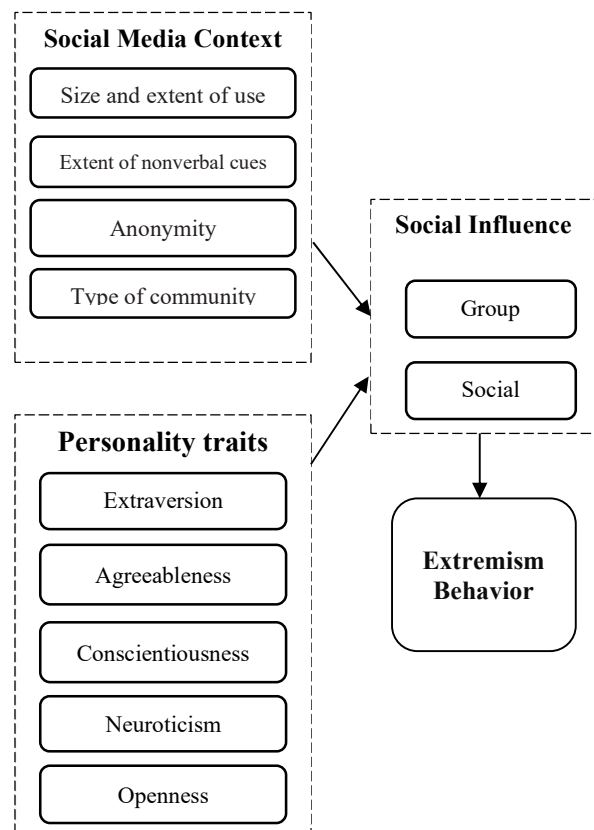 Social Media Context
Size and extent of use
Extent of nonverbal cues
Anonymity
Type of community
Social Influence
Group
Social
Personality traits
Extraversion
Agreeableness
Conscientiousness
Neuroticism
Openness
Extremism
Behavior